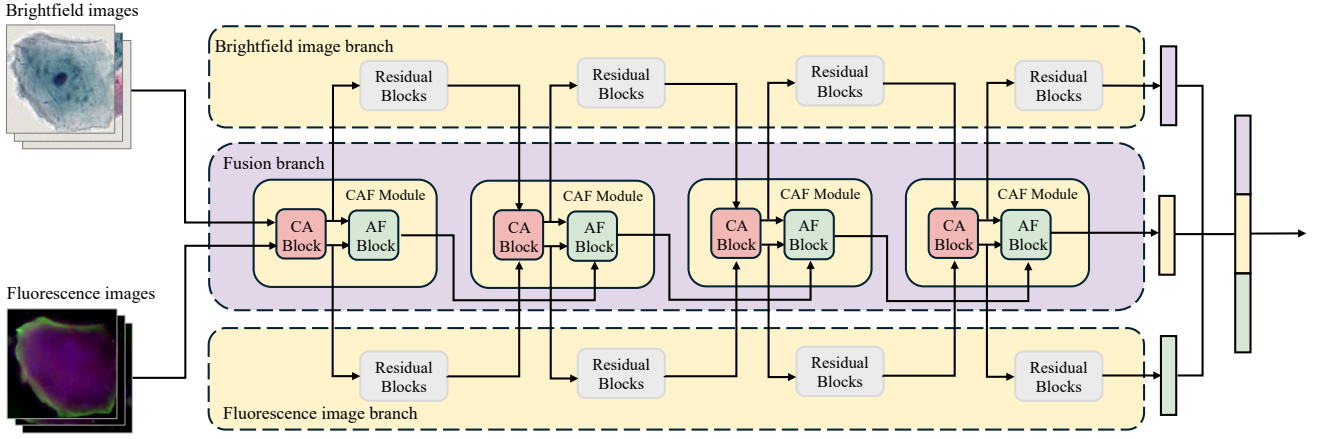 Brightfield images
Brightfield image branch
Residual
Blocks
Residual
Blocks
Residual
Blocks
Residual
Blocks
Fusion branch
CAF Module
CA
Block
AF
Block
CAF Module
CA
Block
AF
Block
CAF Module
CA
Block
AF
Block
CAF Module
CA
Block
AF
Block
Fluorescence images
Residual
Blocks
Residual
Blocks
Residual
Blocks
Residual
Blocks
Fluorescence image branch